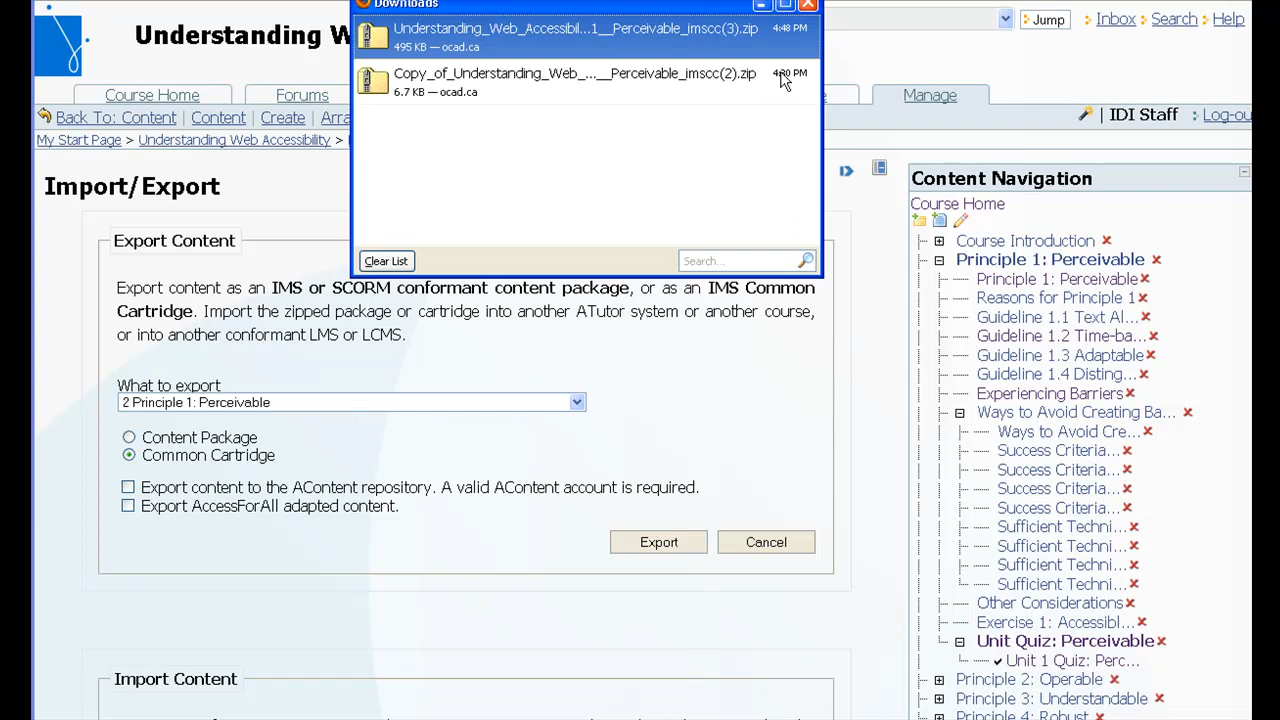 Downloads
Understanding_Web_Accessibil...1__Perceivable_imscc(3).zip 4:48 PM
495 KB — ocad.ca
Copy_of_Understanding_Web_...__Perceivable_imscc(2).zip
6.7 KB — ocad.ca
Clear List Search...
Understanding W
Jump Inbox Search Help
Course Home Forums Manage
Back To: Content Content Create Arra
IDI Staff Log-ou
My Start Page > Understanding Web Accessibility >
Import/Export
Export Content
Export content as an IMS or SCORM conformant content package, or as an IMS Common
Cartridge. Import the zipped package or cartridge into another ATutor system or another course,
or into another conformant LMS or LCMS.
What to export
2 Principle 1: Perceivable
Content Package
Common Cartridge
Export content to the AContent repository. A valid AContent account is required.
Export AccessForAll adapted content.
Export Cancel
Import Content
Content Navigation
Course Home
Course Introduction
Principle 1: Perceivable
Principle 1: Perceivable
Reasons for Principle 1
Guideline 1.1 Text Al...
Guideline 1.2 Time-ba...
Guideline 1.3 Adaptable
Guideline 1.4 Disting...
Experiencing Barriers
Ways to Avoid Creating Ba...
Ways to Avoid Cre...
Success Criteria...
Success Criteria...
Success Criteria...
Success Criteria...
Sufficient Techni...
Sufficient Techni...
Sufficient Techni...
Sufficient Techni...
Other Considerations
Exercise 1: Accessibl...
Unit Quiz: Perceivable
Unit 1 Quiz: Perc...
Principle 2: Operable
Principle 3: Understandable
Principle 4: Robust